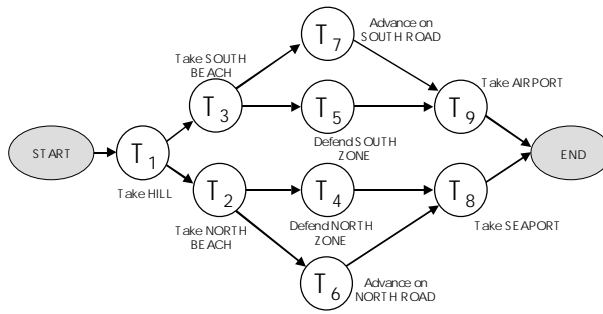 Advance on
SOUTH ROAD
T7
Take SOUTH
BEACH
Take AIRPORT
T3
T5
T9
Defend SOUTH
ZONE
START
T1
END
Take HILL
T2
T4
T8
Take NORTH
BEACH
Defend NORTH
ZONE
Take SEAPORT
T6
Advance on
NORTH ROAD